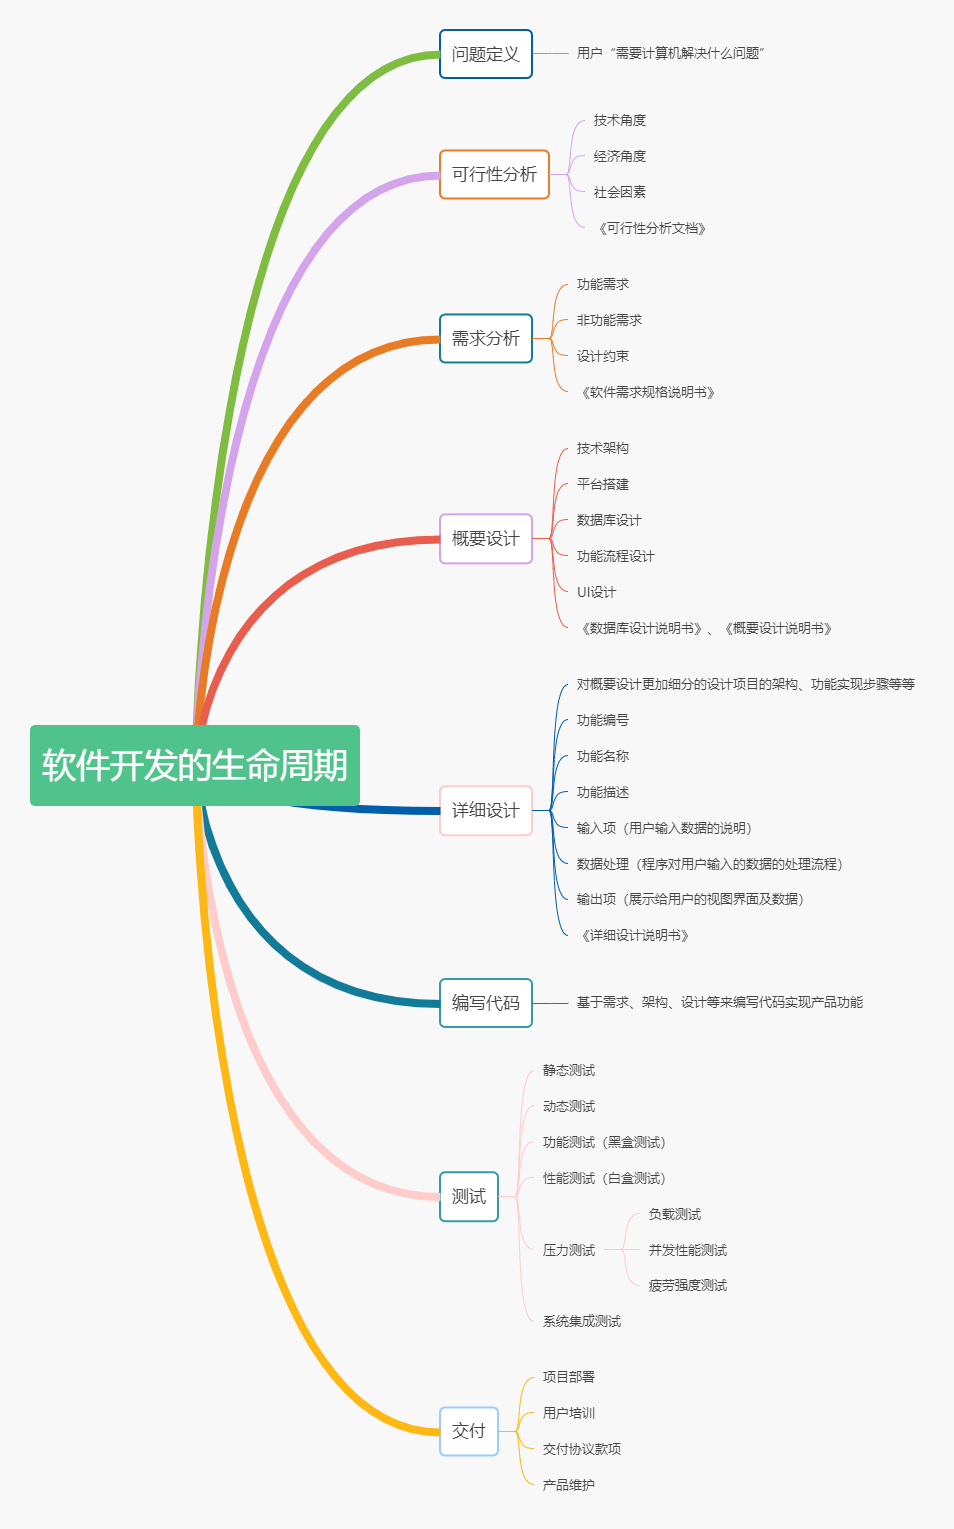 软件开发的生命周期
问题定义
用户“需要计算机解决什么问题”
可行性分析
技术角度
经济角度
社会因素
《可行性分析文档》
需求分析
功能需求
非功能需求
设计约束
《软件需求规格说明书》
概要设计
技术架构
平台搭建
数据库设计
功能流程设计
UI设计
《数据库设计说明书》、《概要设计说明书》
详细设计
对概要设计更加细分的设计项目的架构、功能实现步骤等等
功能编号
功能名称
功能描述
输入项（用户输入数据的说明）
数据处理（程序对用户输入的数据的处理流程）
输出项（展示给用户的视图界面及数据）
《详细设计说明书》
编写代码
基于需求、架构、设计等来编写代码实现产品功能
测试
静态测试
动态测试
功能测试（黑盒测试）
性能测试（白盒测试）
压力测试
负载测试
并发性能测试
疲劳强度测试
系统集成测试
交付
项目部署
用户培训
交付协议款项
产品维护